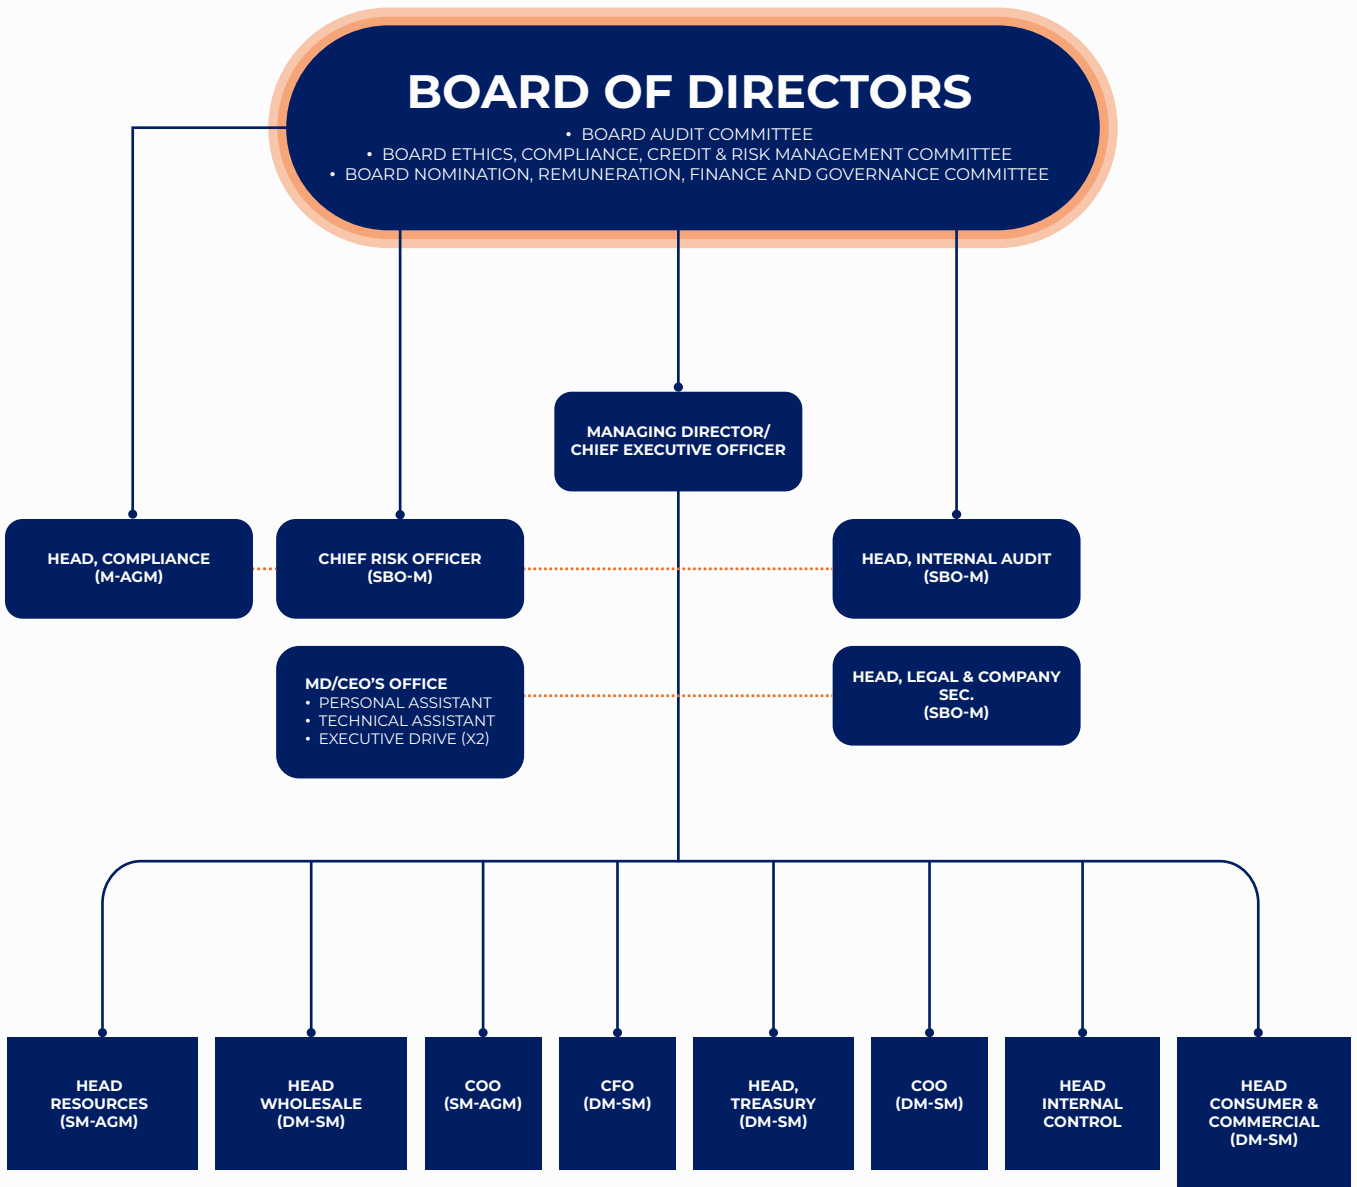 BOARD OF DIRECTORS
• BOARD AUDIT COMMITTEE
• BOARD ETHICS, COMPLIANCE, CREDIT & RISK MANAGEMENT COMMITTEE
• BOARD NOMINATION, REMUNERATION, FINANCE AND GOVERNANCE COMMITTEE
MANAGING DIRECTOR/
CHIEF EXECUTIVE OFFICER
HEAD, COMPLIANCE
(M-AGM)
CHIEF RISK OFFICER
(SBO-M)
HEAD, INTERNAL AUDIT
(SBO-M)
MD/CEO’S OFFICE
• PERSONAL ASSISTANT
• TECHNICAL ASSISTANT
• EXECUTIVE DRIVE (X2)
HEAD, LEGAL & COMPANY
SEC.
(SBO-M)
HEAD
RESOURCES
(SM-AGM)
HEAD
WHOLESALE
(DM-SM)
COO
(SM-AGM)
CFO
(DM-SM)
HEAD,
TREASURY
(DM-SM)
COO
(DM-SM)
HEAD
INTERNAL
CONTROL
HEAD
CONSUMER &
COMMERCIAL
(DM-SM)